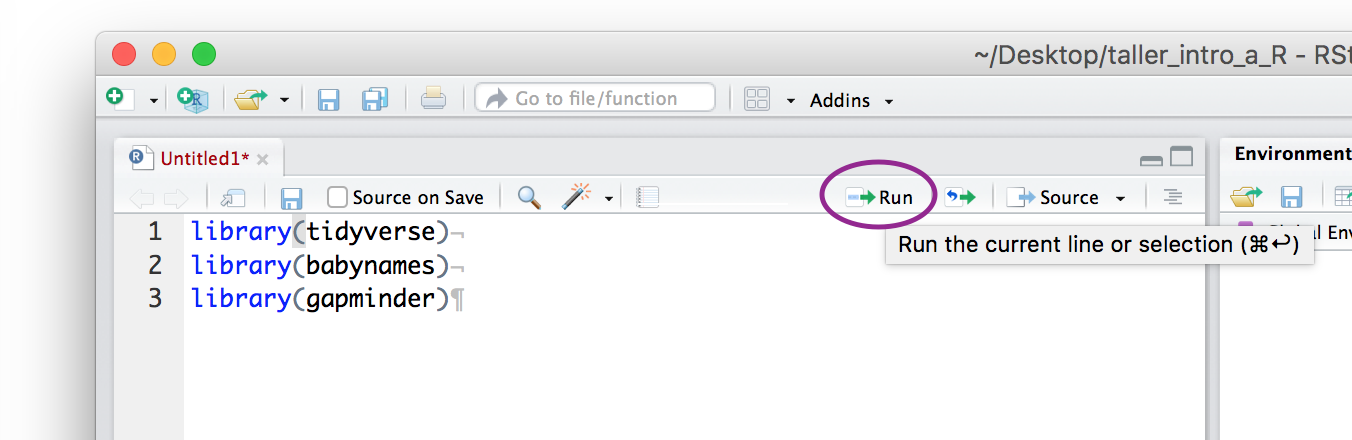 ~/Desktop/taller_intro_a_R - RSt
Go to file/function
Addins
Untitled1*
Environment
Source on Save
Run
Source
1 library(tidyverse)¬
2 library(babynames)¬
3 library(gapminder)¶
Run the current line or selection (⌘↩)
Env